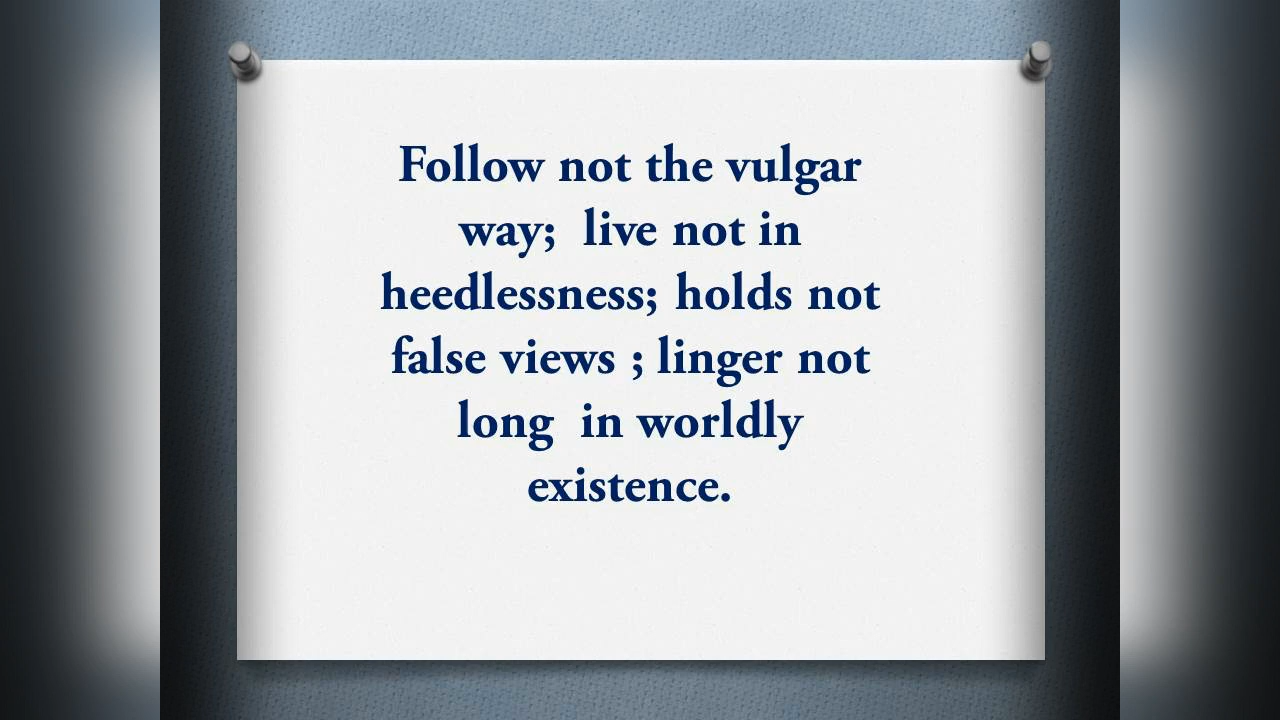 Follow not the vulgar
way;  live not in
heedlessness; holds not
false views ; linger not
long  in worldly
existence.